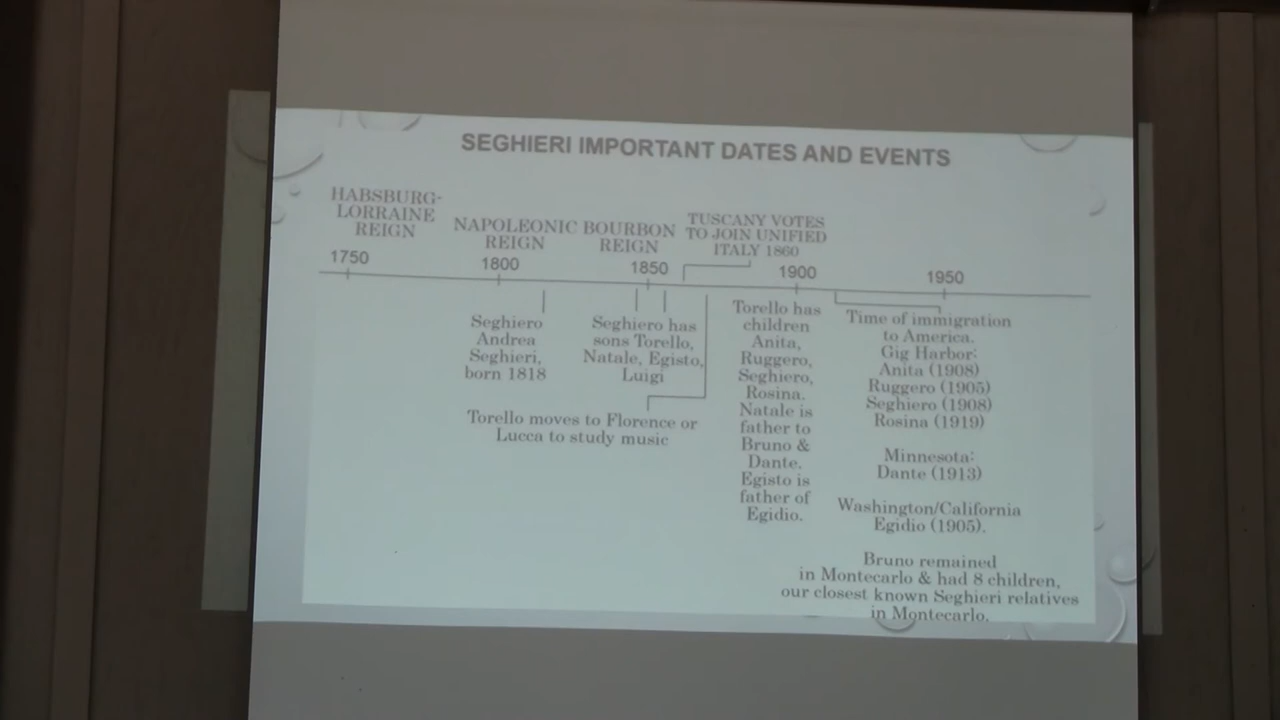 SEGHIERI IMPORTANT DATES AND EVENTS
HABSBURG-
LORRAINE
REIGN
NAPOLEONIC
REIGN
BOURBON
REIGN
TUSCANY VOTES
TO JOIN UNIFIED
ITALY 1860
1750
1800
1850
1900
1950
Seghiero
Andrea
Seghieri,
born 1818
Seghiero has
sons Torello,
Natale, Egisto,
Luigi
Torello moves to Florence or
Lucca to study music
Torello has
children
Anita,
Ruggero,
Seghiero,
Rosina.
Natale is
father to
Bruno &
Dante.
Egisto is
father of
Egidio.
Time of immigration
to America.
Gig Harbor:
Anita (1908)
Ruggero (1905)
Seghiero (1908)
Rosina (1919)
Minnesota:
Dante (1913)
Washington/California
Egidio (1905).
Bruno remained
in Montecarlo & had 8 children,
our closest known Seghieri relatives
in Montecarlo.